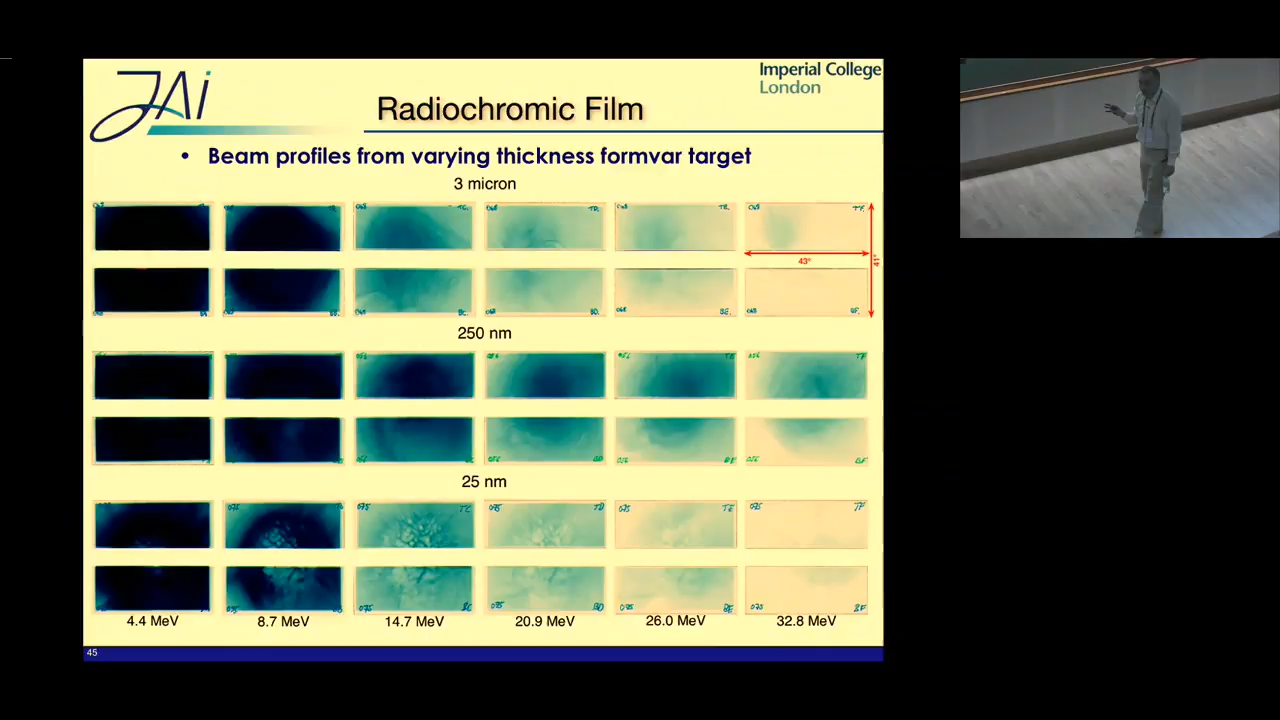 JAi
Imperial College
London
Radiochromic Film
• Beam profiles from varying thickness formvar target
3 micron
43°
41°
250 nm
25 nm
4.4 MeV
8.7 MeV
14.7 MeV
20.9 MeV
26.0 MeV
32.8 MeV
45